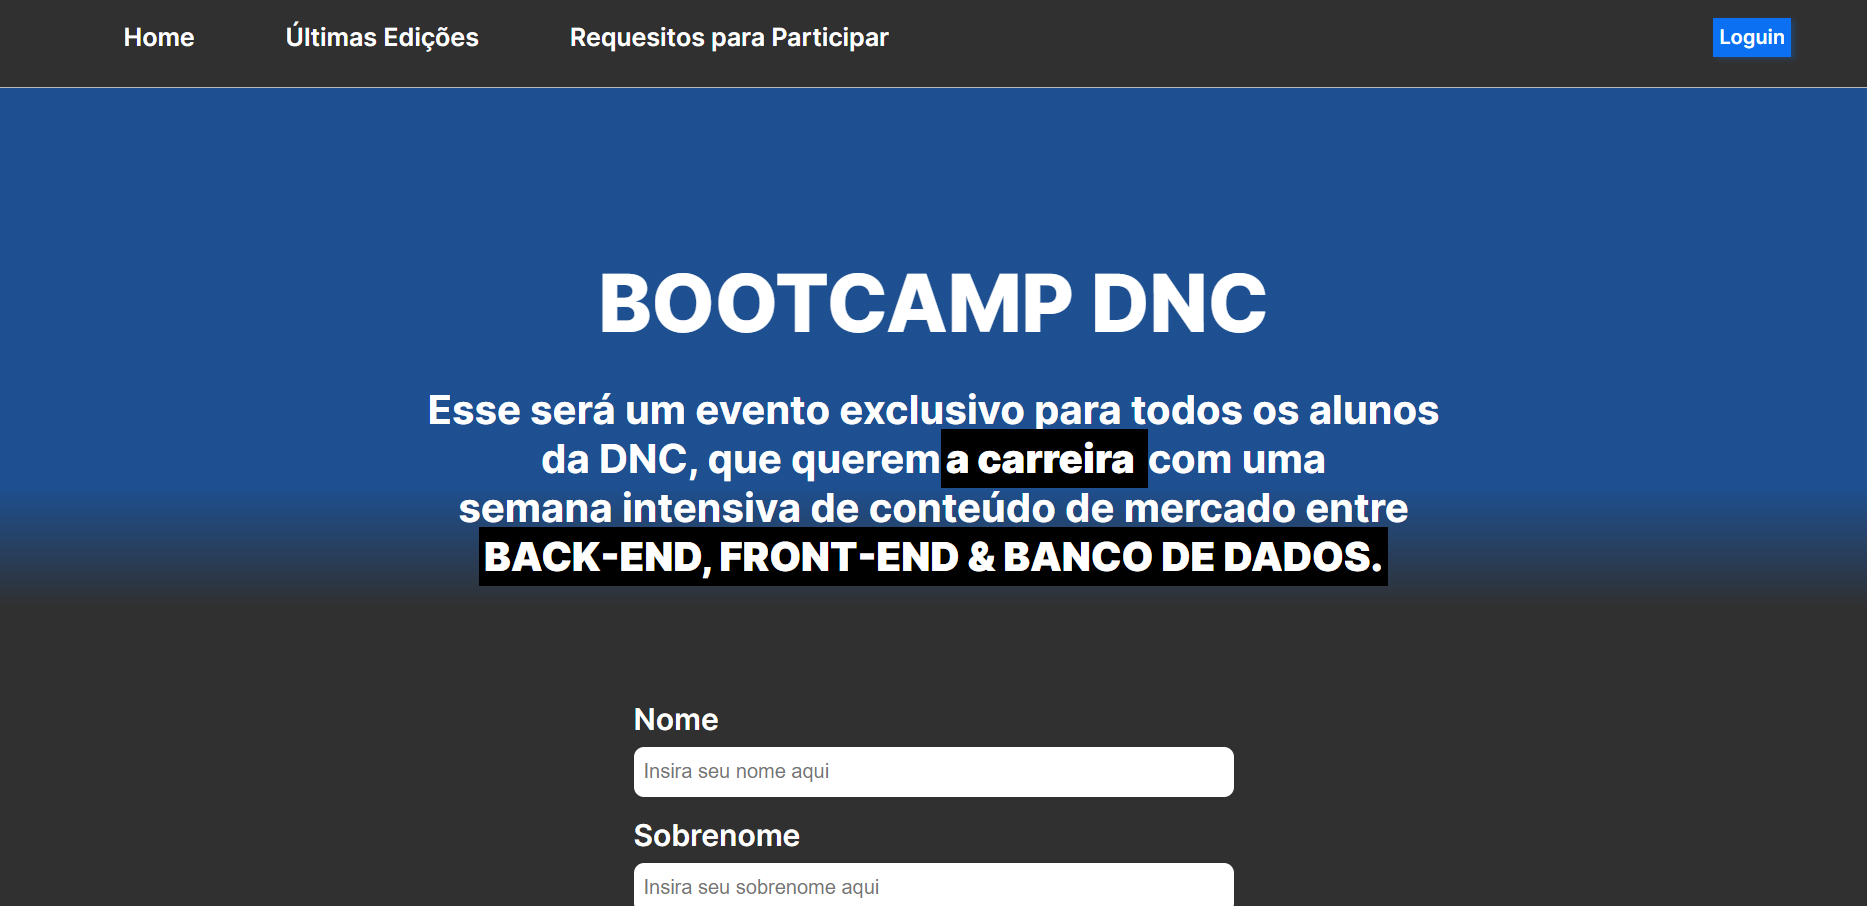 Home Últimas Edições Requesitos para Participar Loguin
BOOTCAMP DNC
Esse será um evento exclusivo para todos os alunos
da DNC, que querem a carreira com uma
semana intensiva de conteúdo de mercado entre
BACK-END, FRONT-END & BANCO DE DADOS.
Nome
Insira seu nome aqui
Sobrenome
Insira seu sobrenome aqui